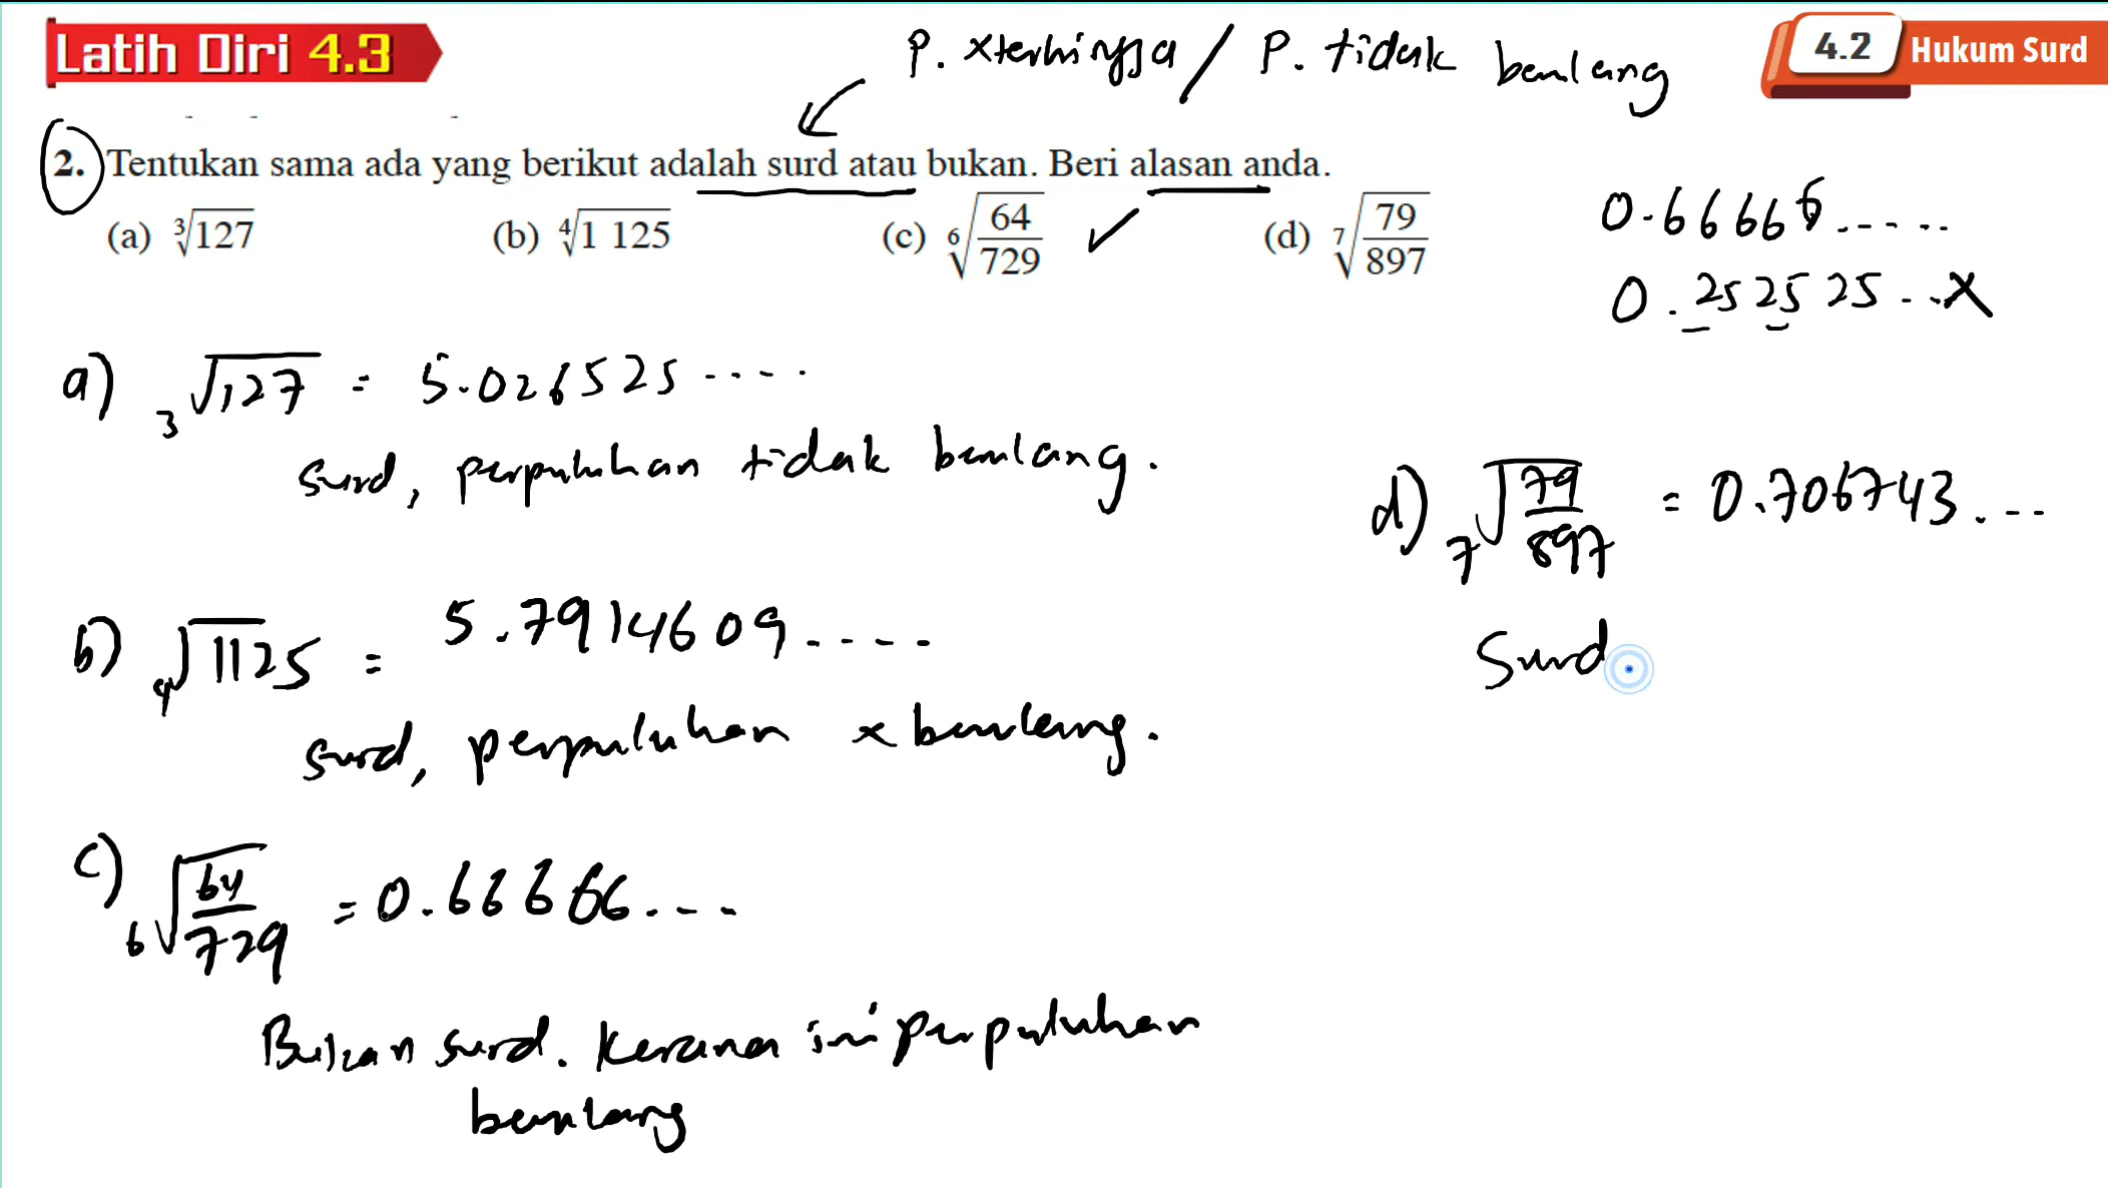 Latih Diri 4.3
P. xterhingga / P. tidak berulang
4.2 Hukum Surd
2. Tentukan sama ada yang berikut adalah surd atau bukan. Beri alasan anda.
(a) ∛127 (b) ∜1 125 (c) ⁶√(64/729) ✓ (d) ⁷√(79/897)
0.66666.....
0.252525...X
a) ³√127 = 5.026525....
surd, perpuluhan tidak berulang.
b) ⁴√1125 = 5.7914609....
surd, perpuluhan x berulang.
c) ⁶√(64/729) = 0.66666...
Bukan surd. Kerana ini perpuluhan
berulang
d) ⁷√(79/897) = 0.706743...
Surd